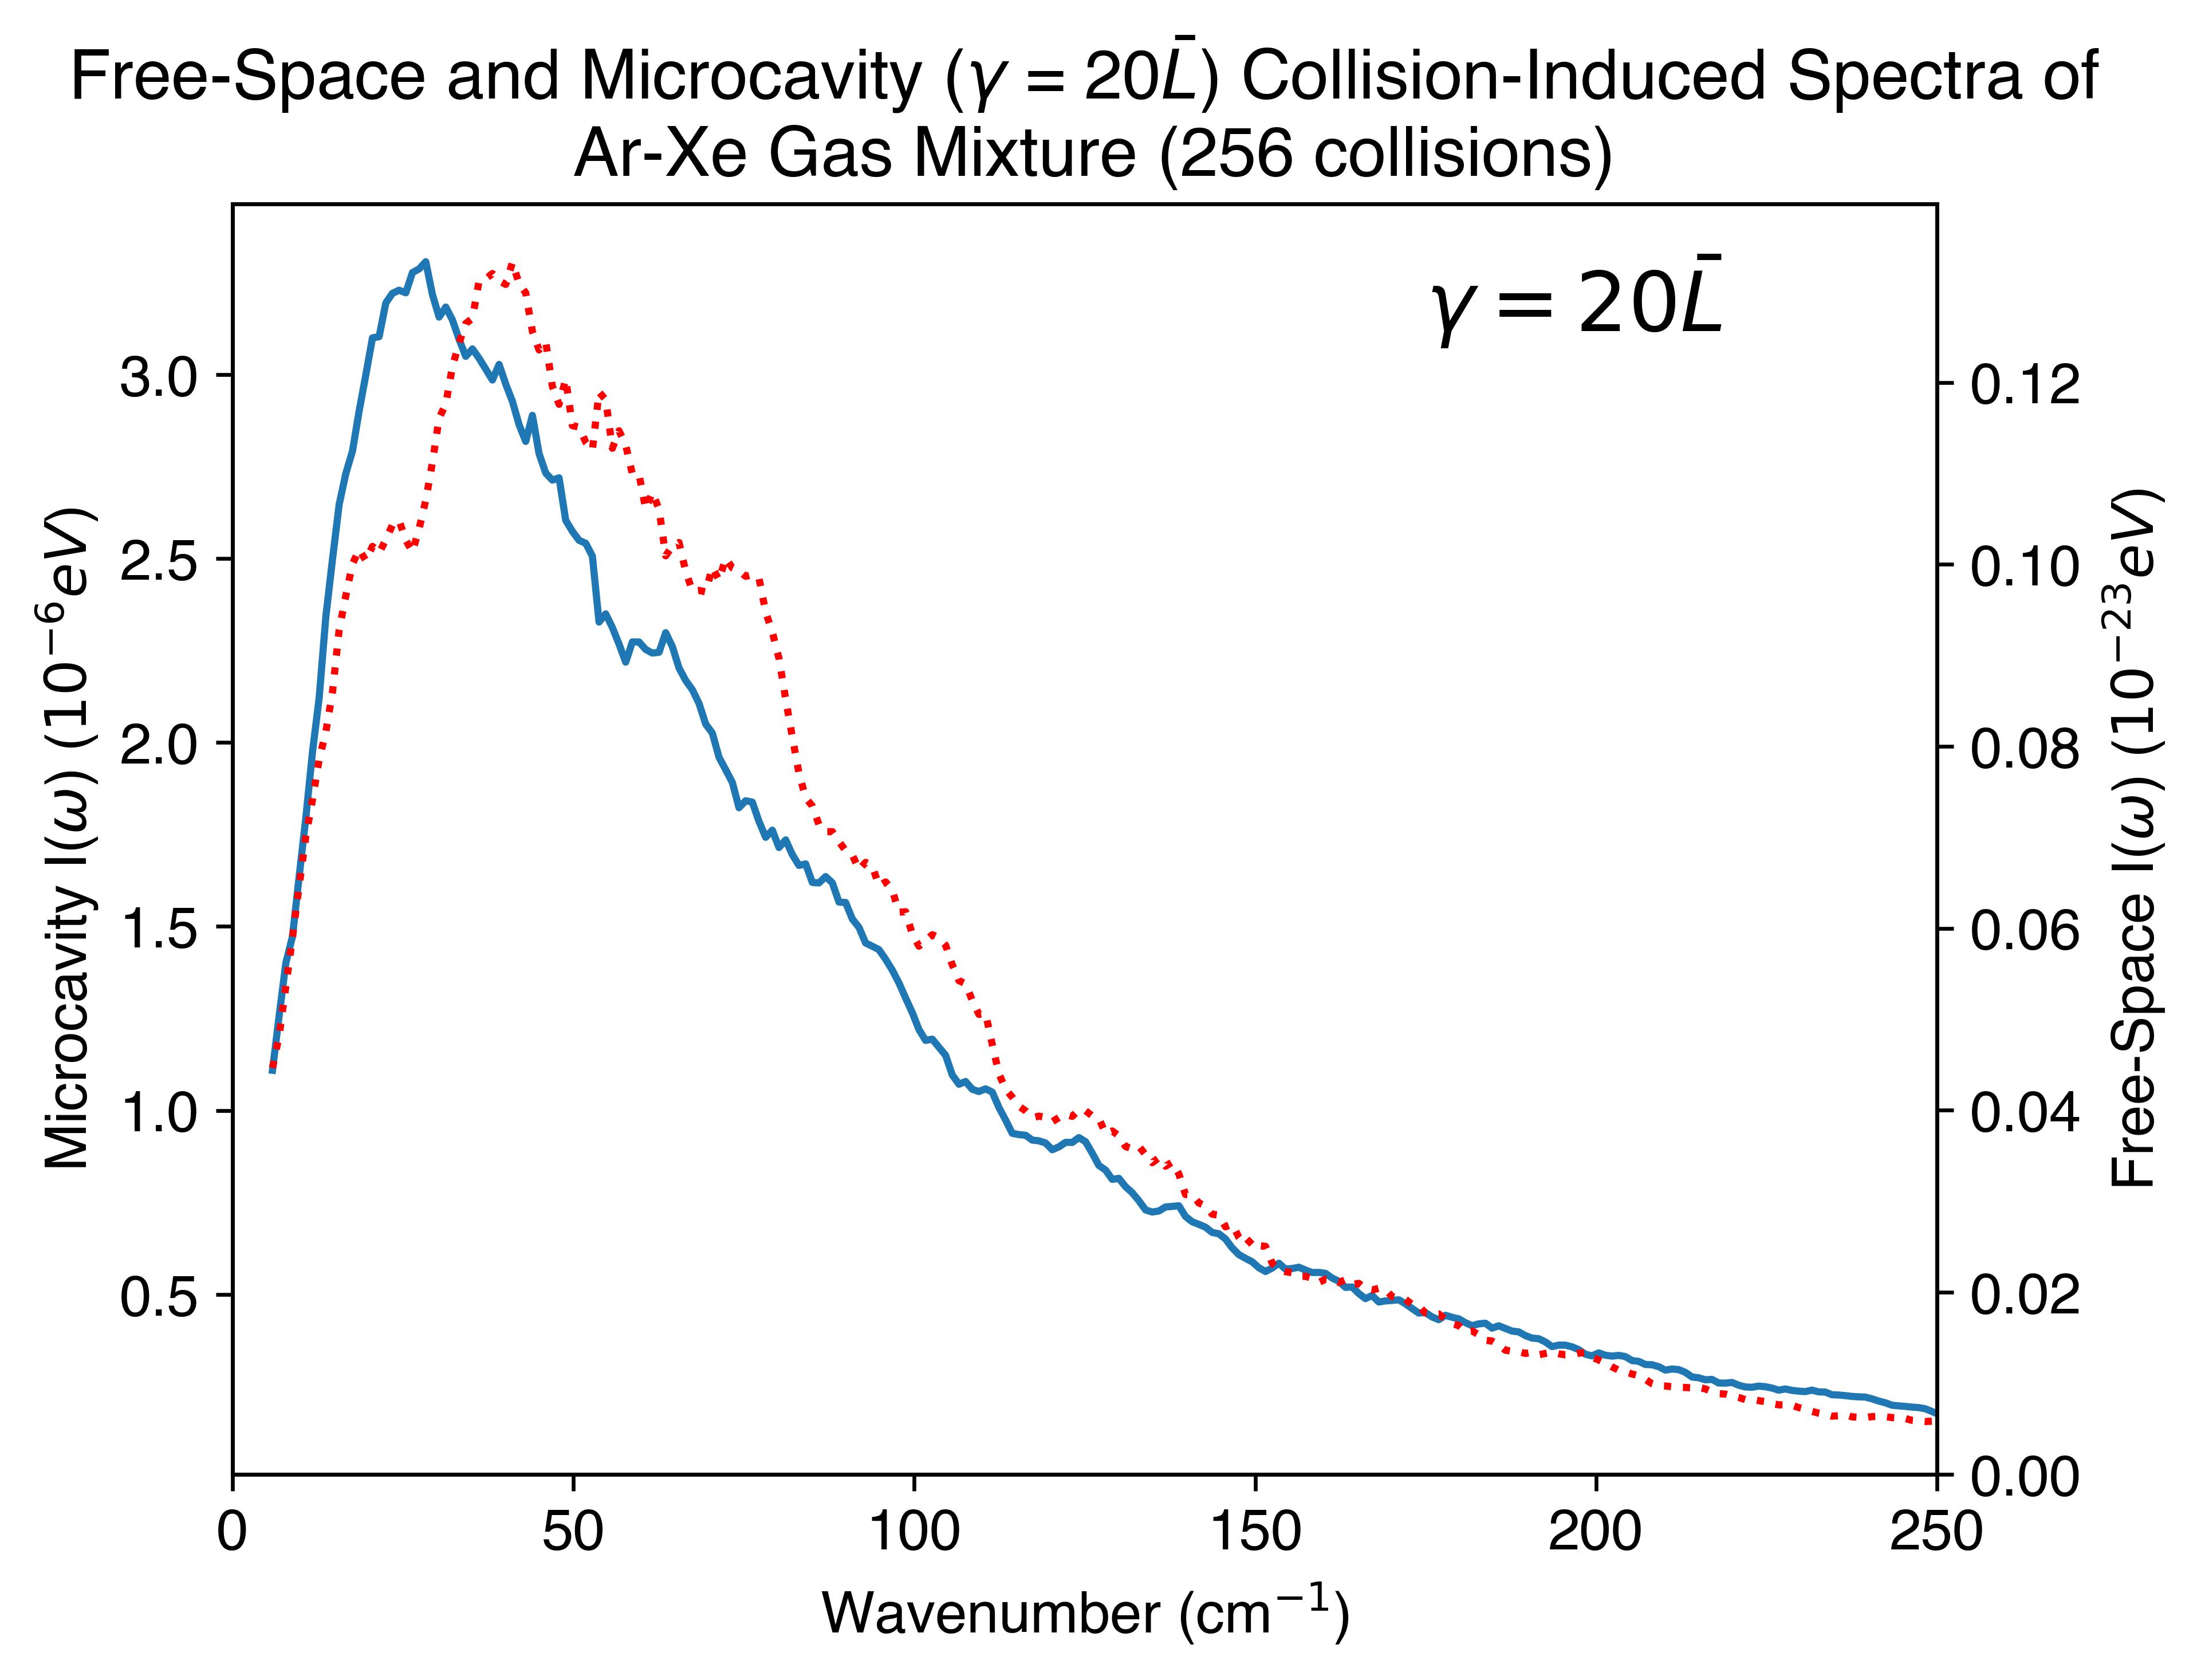 Free-Space and Microcavity (γ = 20L̄) Collision-Induced Spectra of
Ar-Xe Gas Mixture (256 collisions)
γ = 20L̄
Microcavity I(ω) (10⁻⁶eV)
3.0
2.5
2.0
1.5
1.0
0.5
0.12
0.10
0.08
0.06
0.04
0.02
0.00
Free-Space I(ω) (10⁻²³eV)
0 50 100 150 200 250
Wavenumber (cm⁻¹)